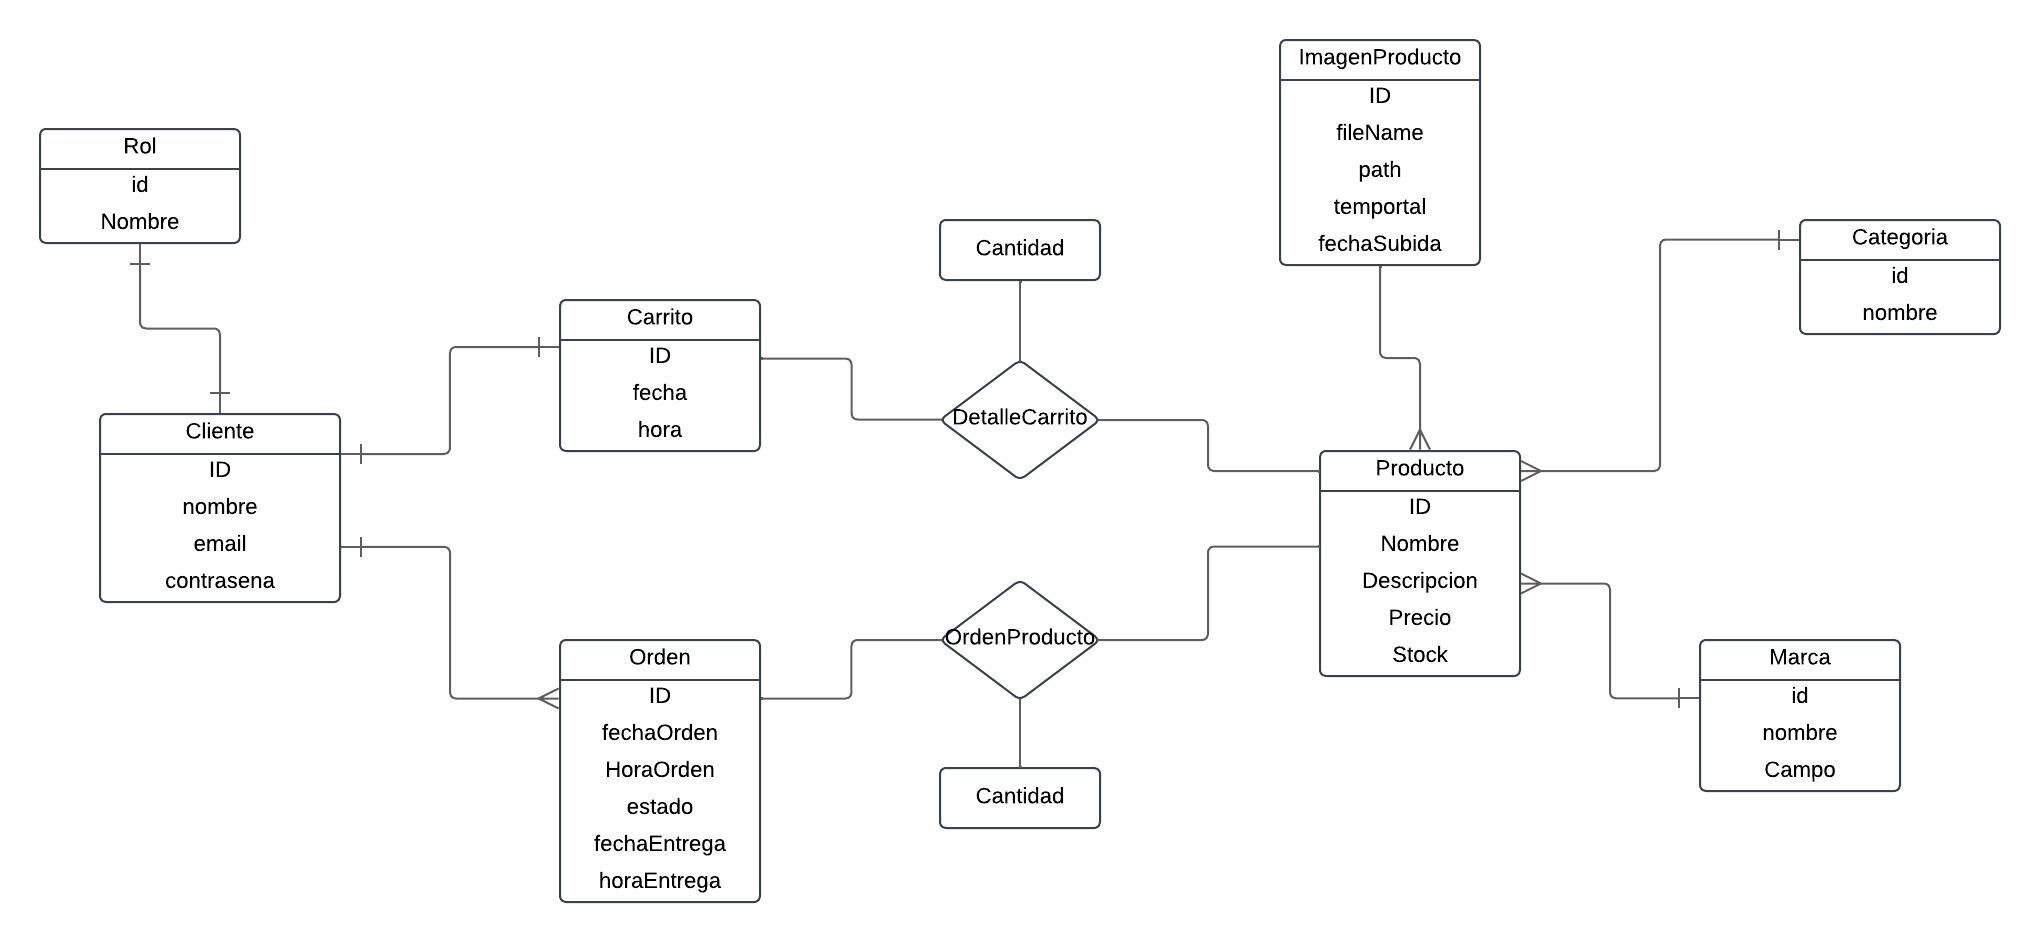 ImagenProducto
ID
fileName
path
temportal
fechaSubida
Rol
id
Nombre
Cantidad
Categoria
id
nombre
Carrito
ID
fecha
hora
DetalleCarrito
Cliente
ID
nombre
email
contrasena
Producto
ID
Nombre
Descripcion
Precio
Stock
OrdenProducto
Orden
ID
fechaOrden
HoraOrden
estado
fechaEntrega
horaEntrega
Marca
id
nombre
Campo
Cantidad